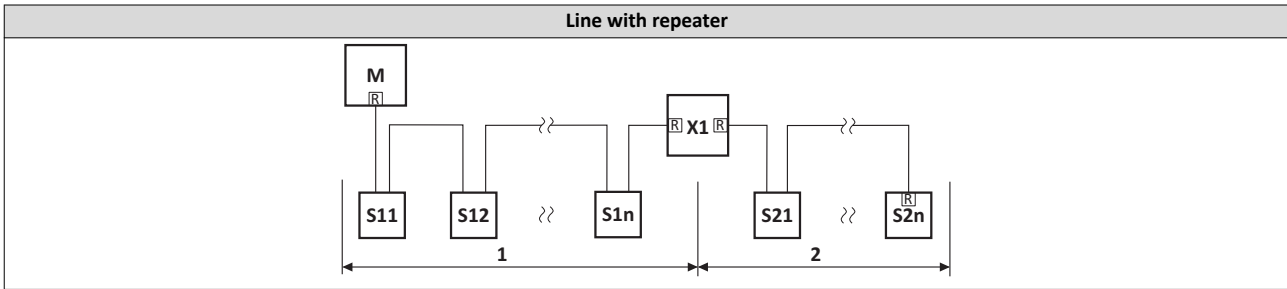 Line with repeater
M
R
R X1 R
S11 S12 S1n S21 R S2n
1 2